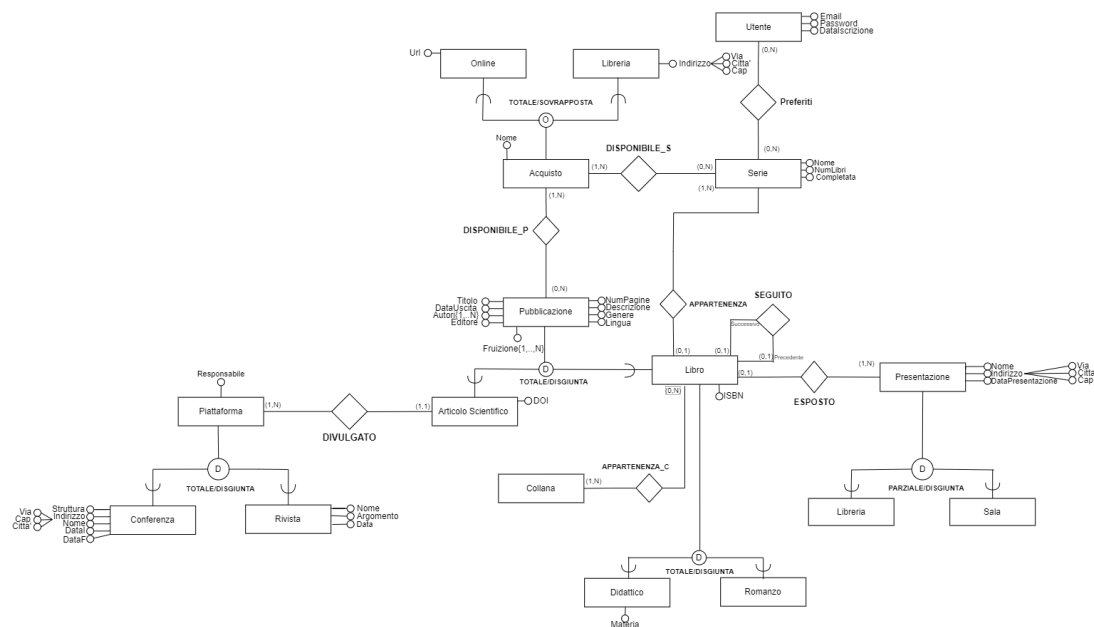 Utente
Email
Password
DataIscrizione
(0,N)
Url
Online
Libreria
Indirizzo
Via
Citta'
Cap
TOTALE/SOVRAPPOSTA
O
Preferiti
Nome
Acquisto
(1,N)
DISPONIBILE_S
(0,N)
(0,N)
Serie
Nome
NumLibri
Completata
(1,N)
(1,N)
DISPONIBILE_P
(0,N)
Titolo
DataUscita
Autori{1,..N}
Editore
Pubblicazione
NumPagine
Descrizione
Genere
Lingua
Fruizione{1,..,N}
APPARTENENZA
SEGUITO
Successivo
(0,1)
(0,1)
(0,1)
Precedente
D
TOTALE/DISGIUNTA
Libro
(0,1)
(0,N)
ISBN
ESPOSTO
(1,N)
Presentazione
Nome
Indirizzo
DataPresentazione
Via
Citta
Cap
Responsabile
Piattaforma
(1,N)
DIVULGATO
(1,1)
Articolo Scientifico
DOI
D
TOTALE/DISGIUNTA
Struttura
Indirizzo
Nome
DataI
DataF
Via
Cap
Citta'
Conferenza
Rivista
Nome
Argomento
Data
Collana
(1,N)
APPARTENENZA_C
D
PARZIALE/DISGIUNTA
Libreria
Sala
D
TOTALE/DISGIUNTA
Didattico
Romanzo
Materia